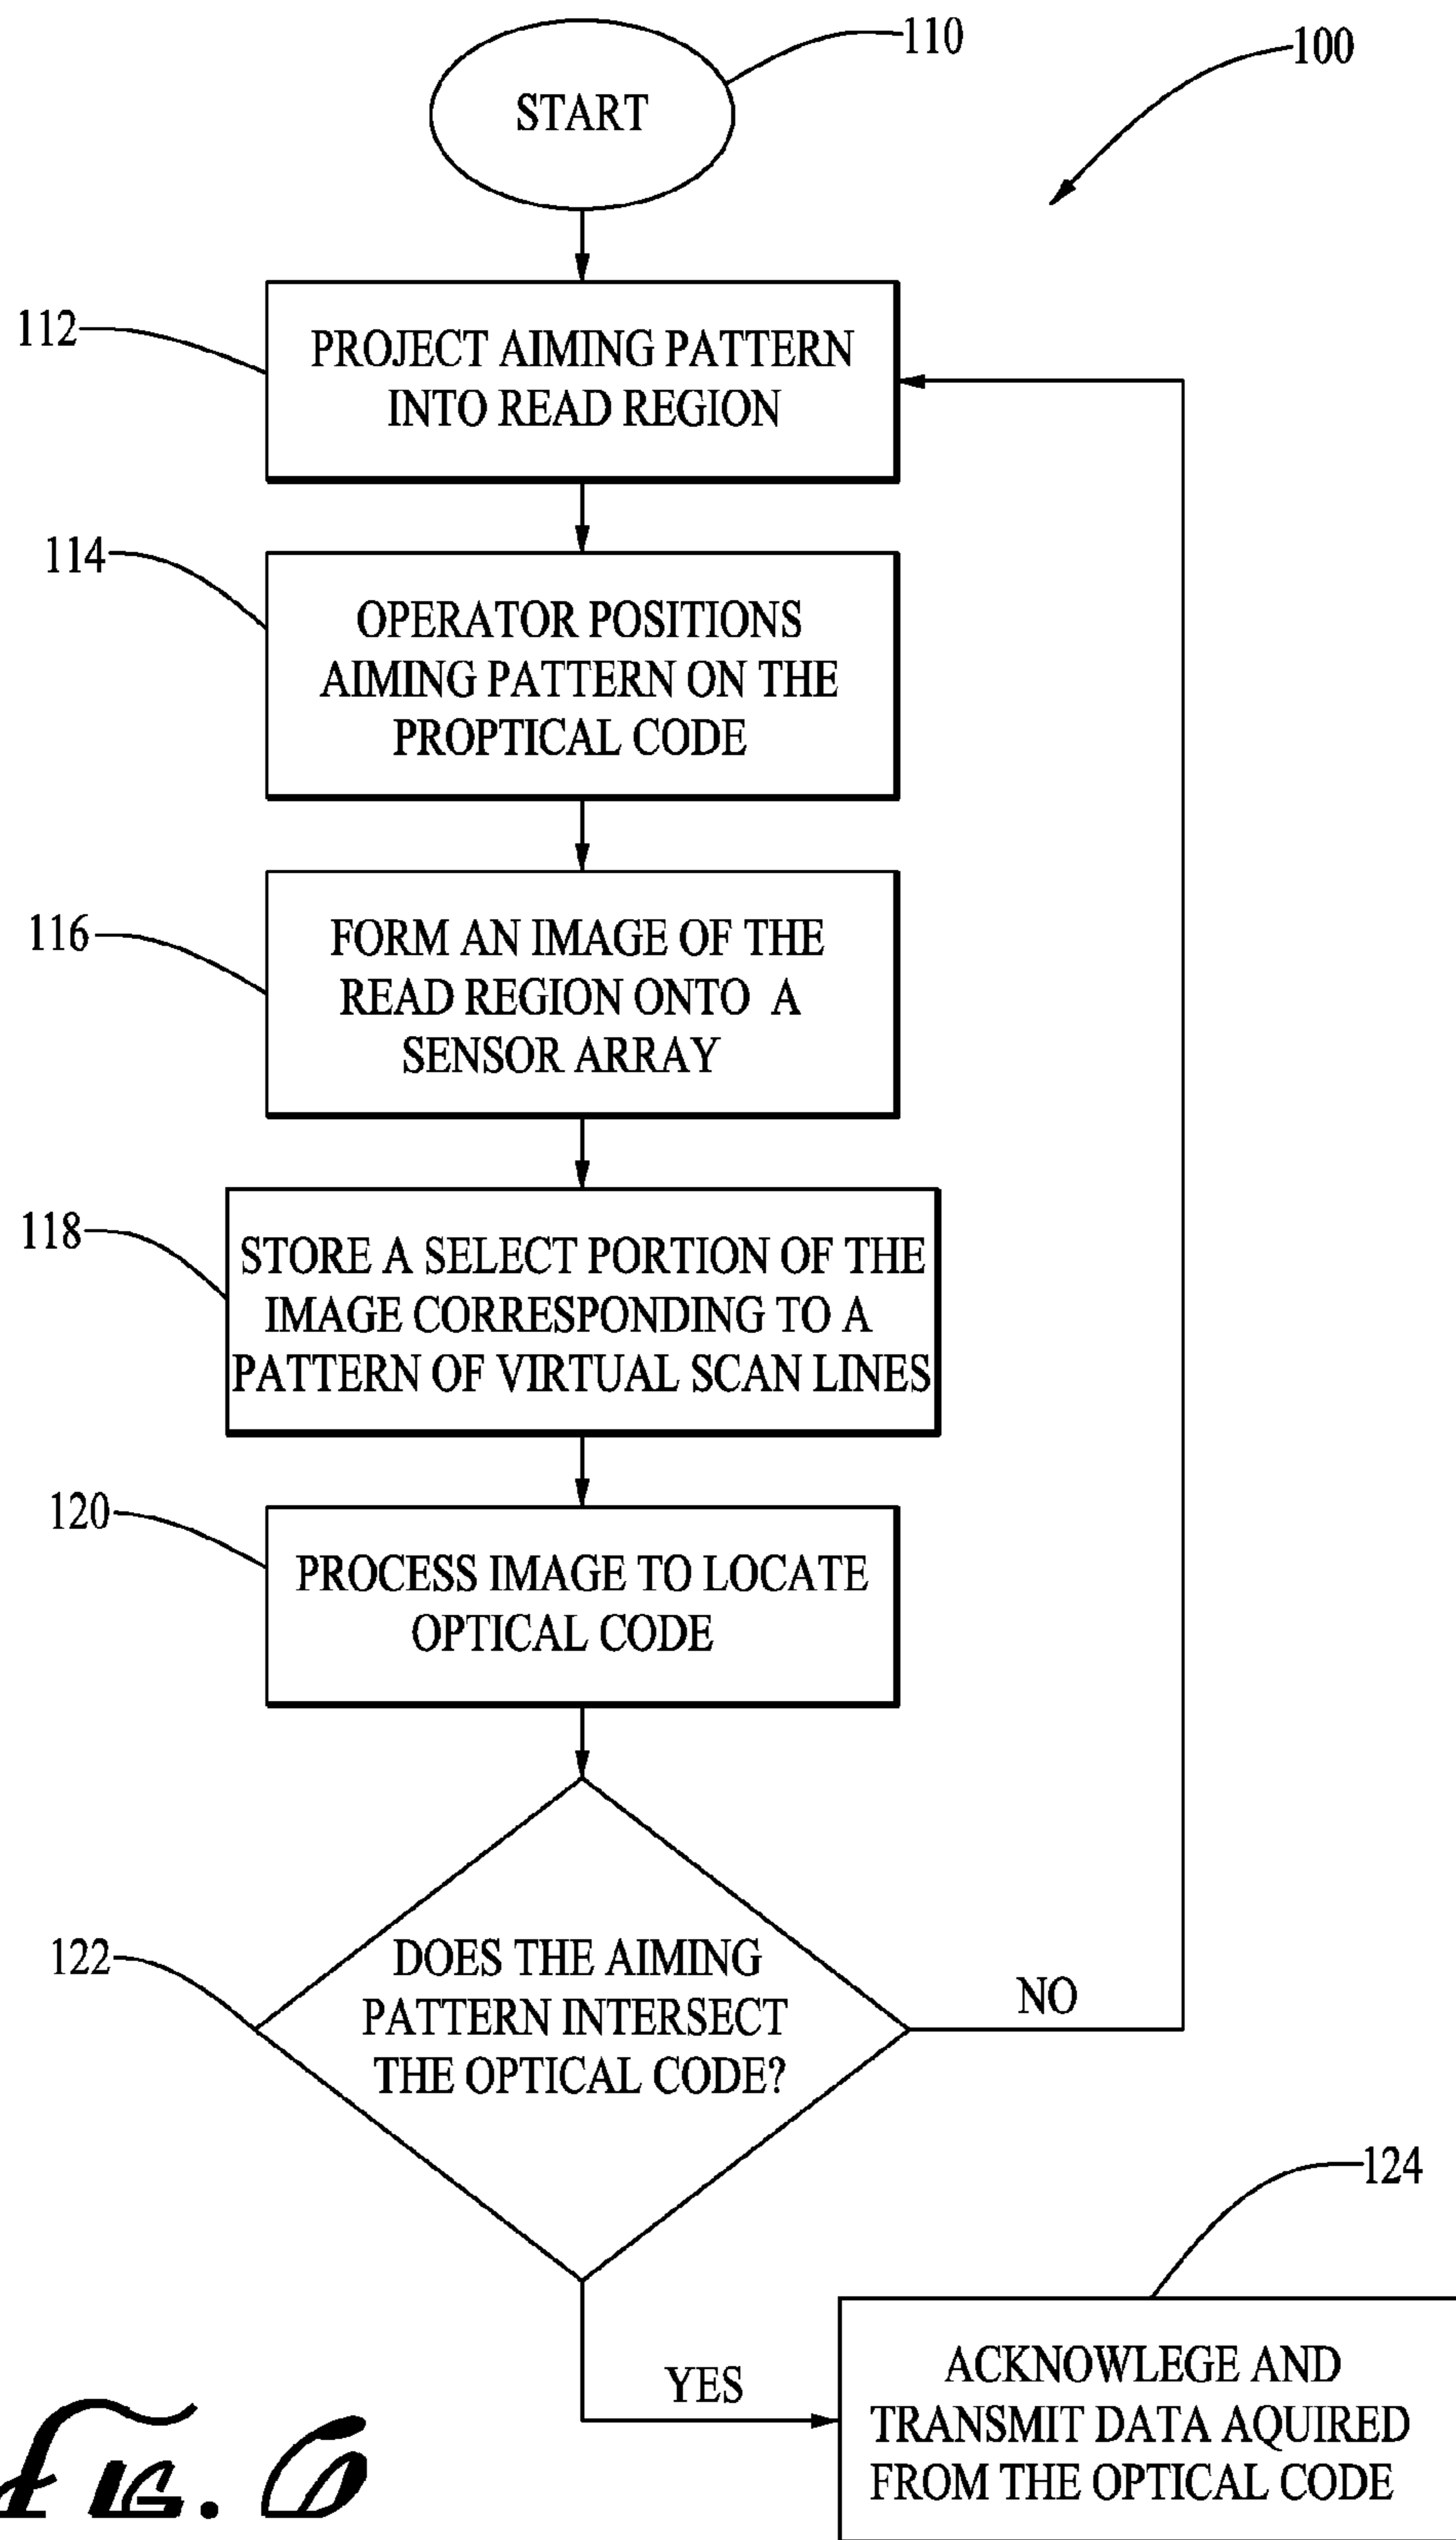 110
100
START
112
PROJECT AIMING PATTERN
INTO READ REGION
114
OPERATOR POSITIONS
AIMING PATTERN ON THE
PROPTICAL CODE
116
FORM AN IMAGE OF THE
READ REGION ONTO A
SENSOR ARRAY
118
STORE A SELECT PORTION OF THE
IMAGE CORRESPONDING TO A
PATTERN OF VIRTUAL SCAN LINES
120
PROCESS IMAGE TO LOCATE
OPTICAL CODE
122
DOES THE AIMING
PATTERN INTERSECT
THE OPTICAL CODE?
NO
124
YES
ACKNOWLEGE AND
TRANSMIT DATA AQUIRED
FROM THE OPTICAL CODE
FIG. 6